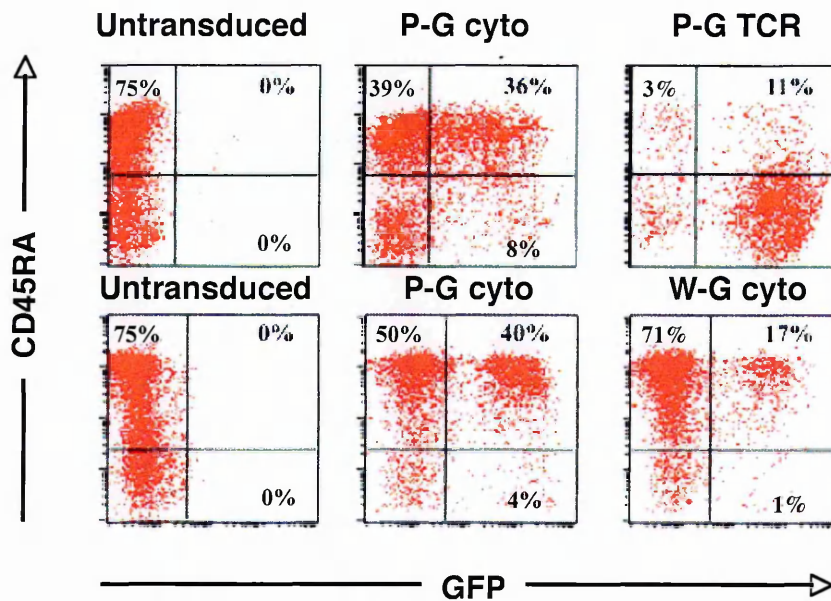 Untransduced P-G cyto P-G TCR
75% 0% 39% 36% 3% 11%
0% 8%
CD45RA
Untransduced P-G cyto W-G cyto
75% 0% 50% 40% 71% 17%
0% 4% 1%
GFP